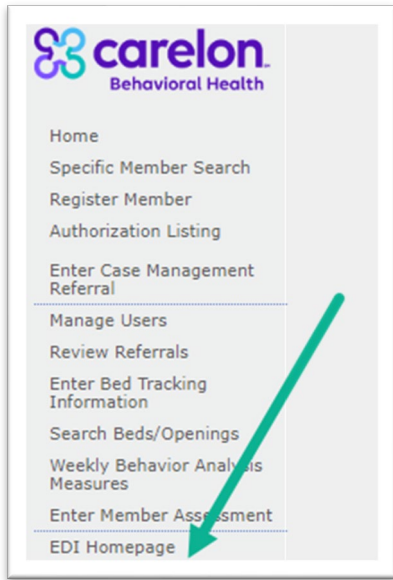 carelon
Behavioral Health
Home
Specific Member Search
Register Member
Authorization Listing
Enter Case Management
Referral
Manage Users
Review Referrals
Enter Bed Tracking
Information
Search Beds/Openings
Weekly Behavior Analysis
Measures
Enter Member Assessment
EDI Homepage